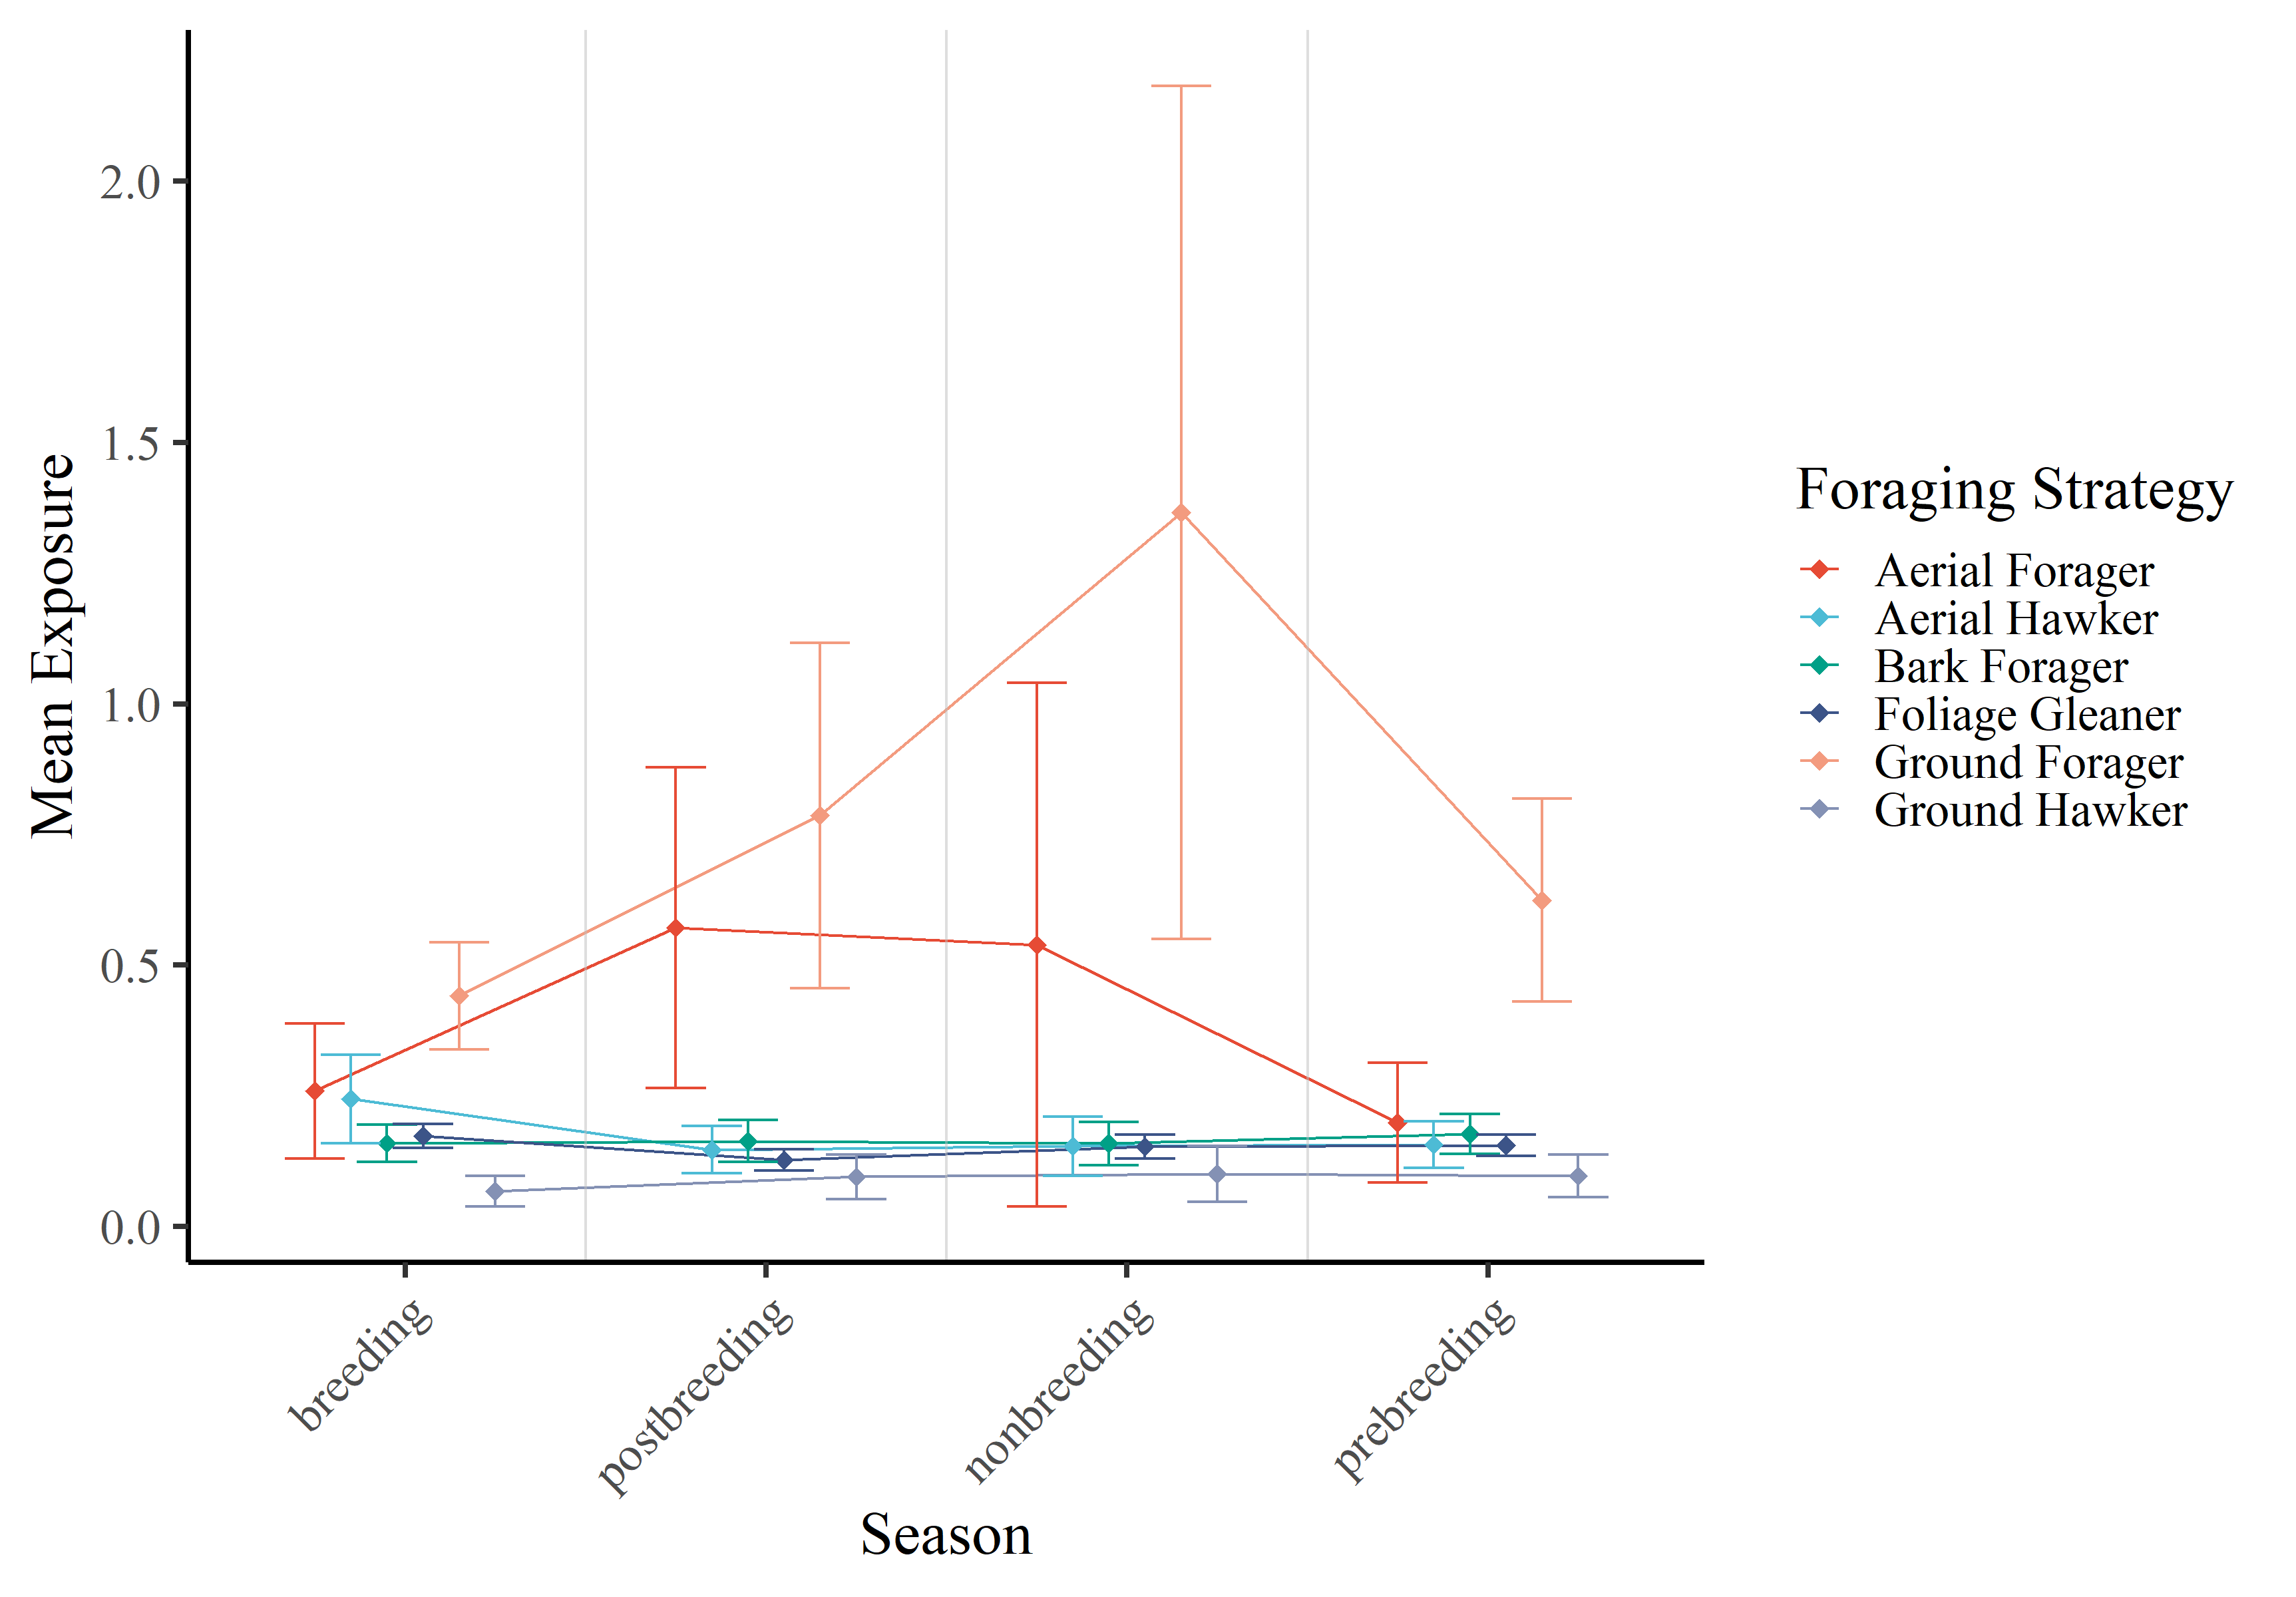 Mean Exposure
2.0
1.5
1.0
0.5
0.0
breeding
postbreeding
nonbreeding
prebreeding
Season
Foraging Strategy
Aerial Forager
Aerial Hawker
Bark Forager
Foliage Gleaner
Ground Forager
Ground Hawker